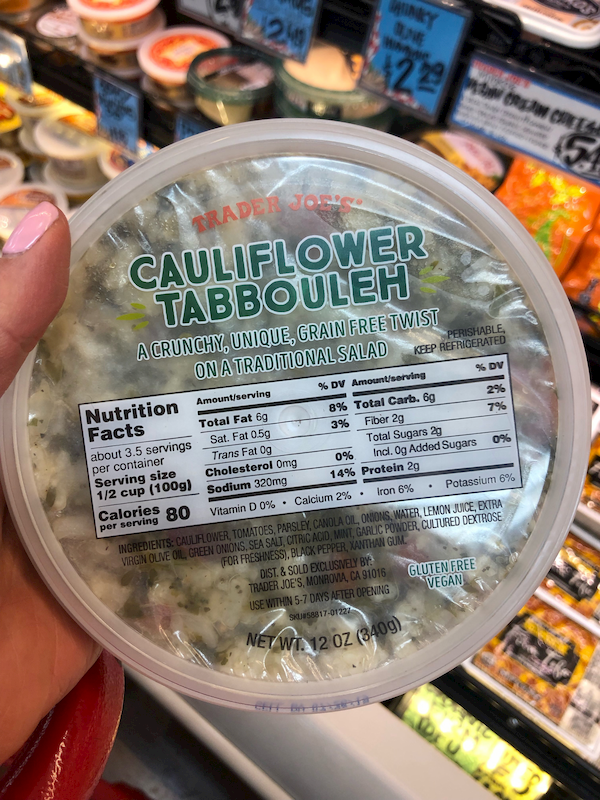 HUNKY
OLIVE
$2 29
TRADER JOE'S
CAULIFLOWER
TABBOULEH
A CRUNCHY, UNIQUE, GRAIN FREE TWIST
ON A TRADITIONAL SALAD
PERISHABLE,
KEEP REFRIGERATED
Nutrition
Facts
about 3.5 servings
per container
Serving size
1/2 cup (100g)
Calories 80
per serving
Amount/serving % DV
Total Fat 6g 8%
Sat. Fat 0.5g 3%
Trans Fat 0g
Cholesterol 0mg 0%
Sodium 320mg 14%
Amount/serving % DV
Total Carb. 6g 2%
Fiber 2g 7%
Total Sugars 2g
Incl. 0g Added Sugars 0%
Protein 2g
Vitamin D 0% • Calcium 2% • Iron 6% • Potassium 6%
INGREDIENTS: CAULIFLOWER, TOMATOES, PARSLEY, CANOLA OIL, ONIONS, WATER, LEMON JUICE, EXTRA
VIRGIN OLIVE OIL, GREEN ONIONS, SEA SALT, CITRIC ACID, MINT, GARLIC POWDER, CULTURED DEXTROSE
(FOR FRESHNESS), BLACK PEPPER, XANTHAN GUM.
DIST. & SOLD EXCLUSIVELY BY:
TRADER JOE'S, MONROVIA, CA 91016
USE WITHIN 5-7 DAYS AFTER OPENING
SKU#58617-01227
GLUTEN FREE
VEGAN
NET WT. 12 OZ (340g)